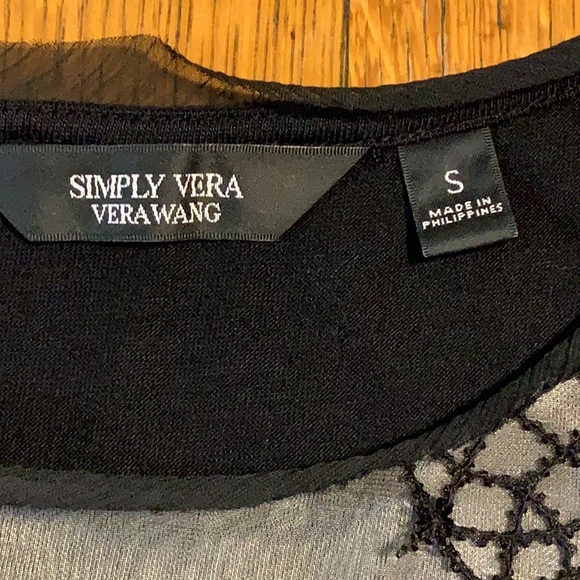 SIMPLY VERA
VERA WANG
S
MADE IN
PHILIPPINES